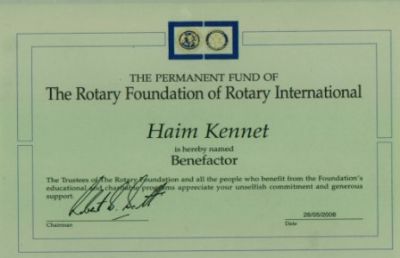 THE PERMANENT FUND OF
The Rotary Foundation of Rotary International
Haim Kennet
is hereby named
Benefactor
The Trustees of The Rotary Foundation and all the people who benefit from the Foundation's
educational and charitable programs appreciate your unselfish commitment and generous
support.
Robert S. Scott
26/05/2008
Chairman
Date